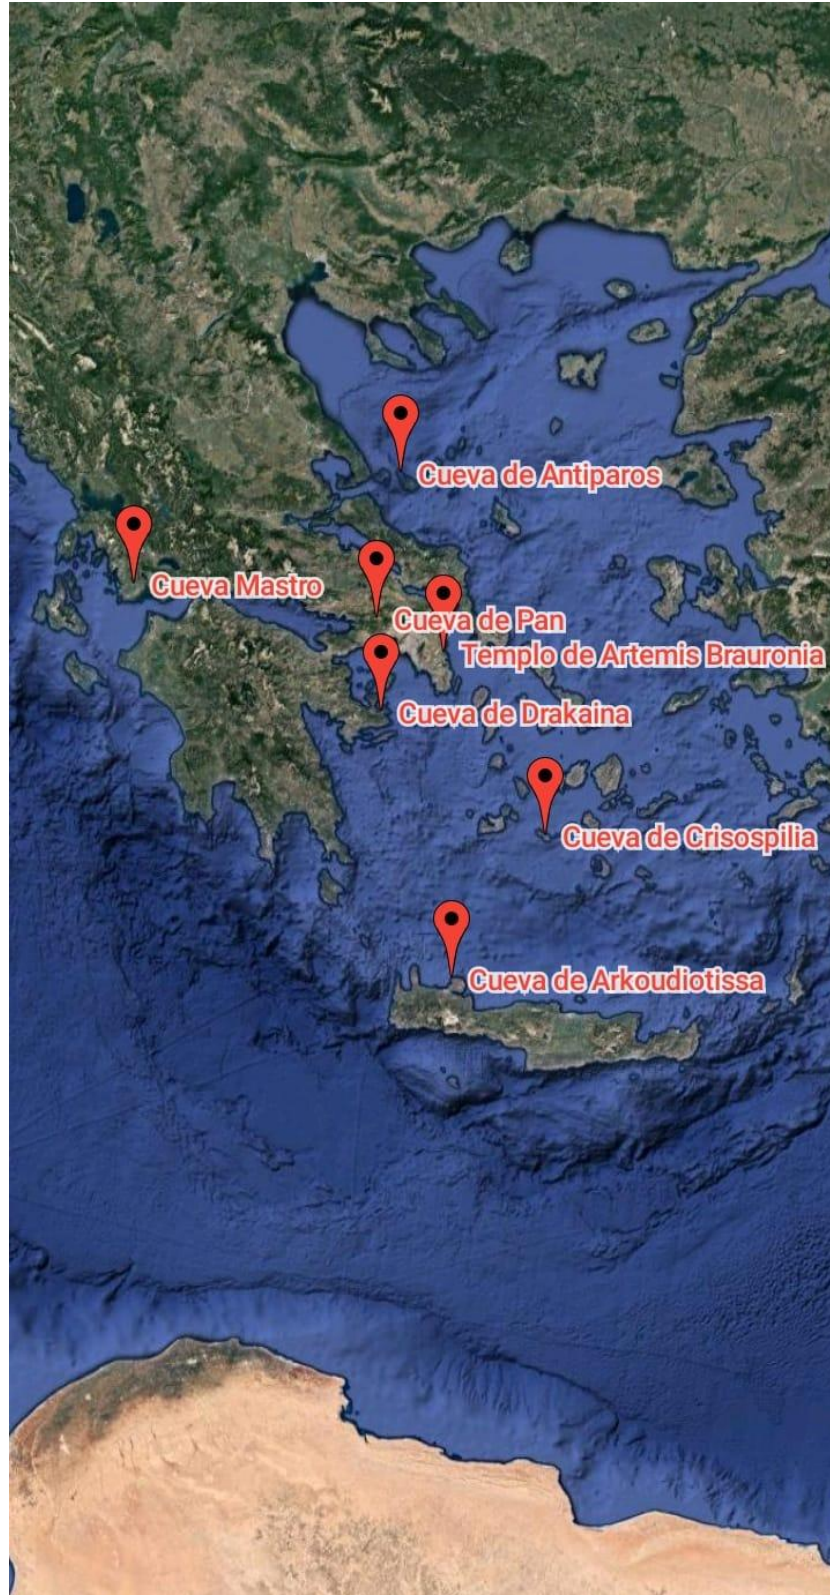 Cueva de Antiparos
Cueva Mastro
Cueva de Pan
Templo de Artemis Brauronia
Cueva de Drakaina
Cueva de Crisospilia
Cueva de Arkoudiotissa